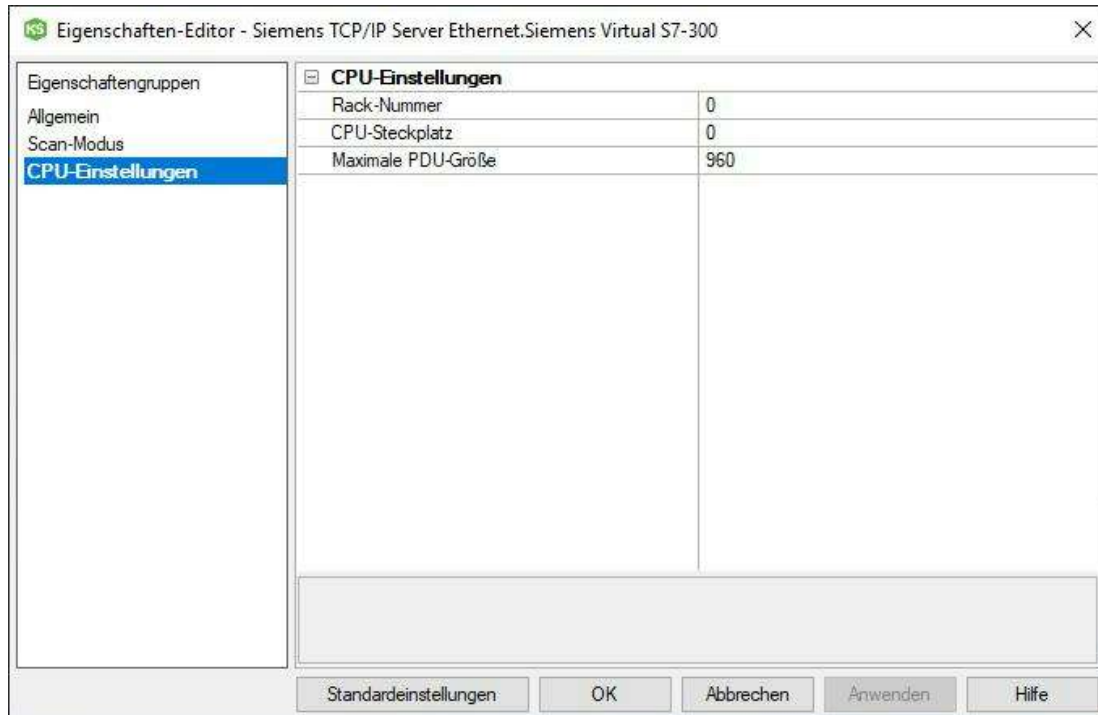 KS Eigenschaften-Editor - Siemens TCP/IP Server Ethernet.Siemens Virtual S7-300
Eigenschaftengruppen
Allgemein
Scan-Modus
CPU-Einstellungen
CPU-Einstellungen
Rack-Nummer 0
CPU-Steckplatz 0
Maximale PDU-Größe 960
Standardeinstellungen OK Abbrechen Anwenden Hilfe